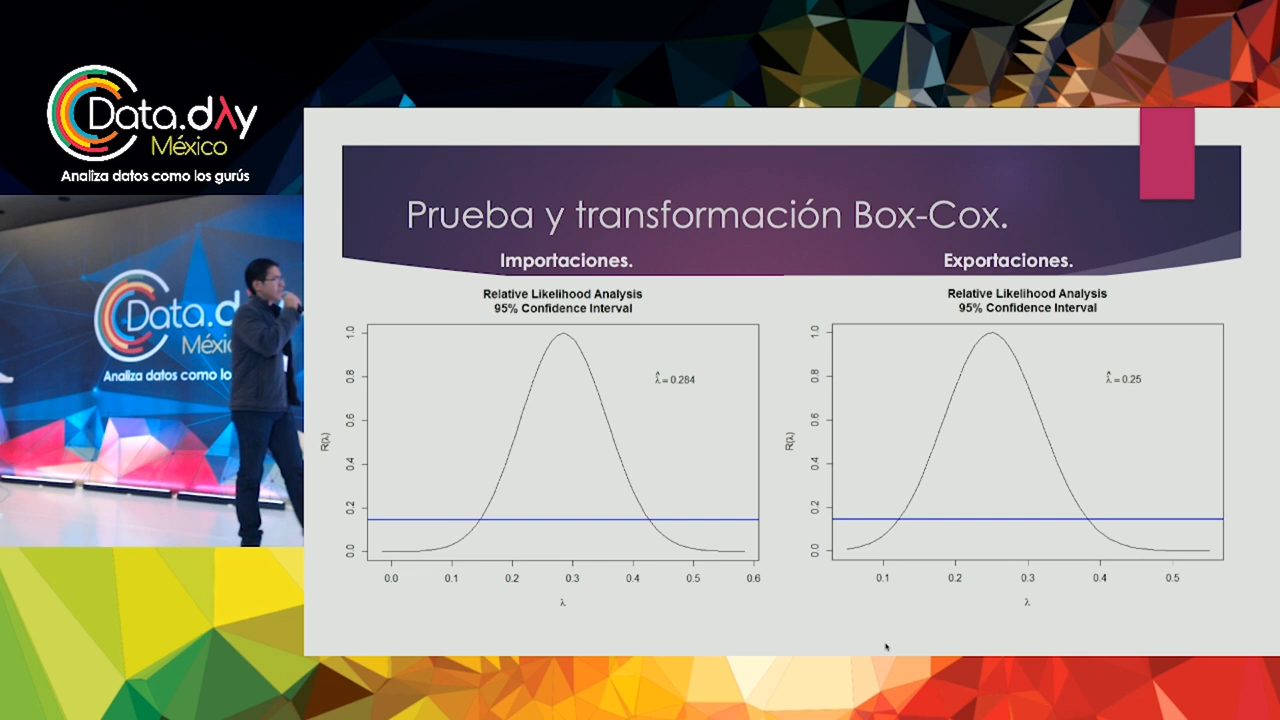 Data.dλy
México
Analiza datos como los gurús
Data.d
Méxic
Analiza datos como lo
Prueba y transformación Box-Cox.
Importaciones.
Exportaciones.
Relative Likelihood Analysis
95% Confidence Interval
λ̂ = 0.284
R(λ)
1.0
0.8
0.6
0.4
0.2
0.0
0.0 0.1 0.2 0.3 0.4 0.5 0.6
λ
Relative Likelihood Analysis
95% Confidence Interval
λ̂ = 0.25
R(λ)
1.0
0.8
0.6
0.4
0.2
0.0
0.1 0.2 0.3 0.4 0.5
λ